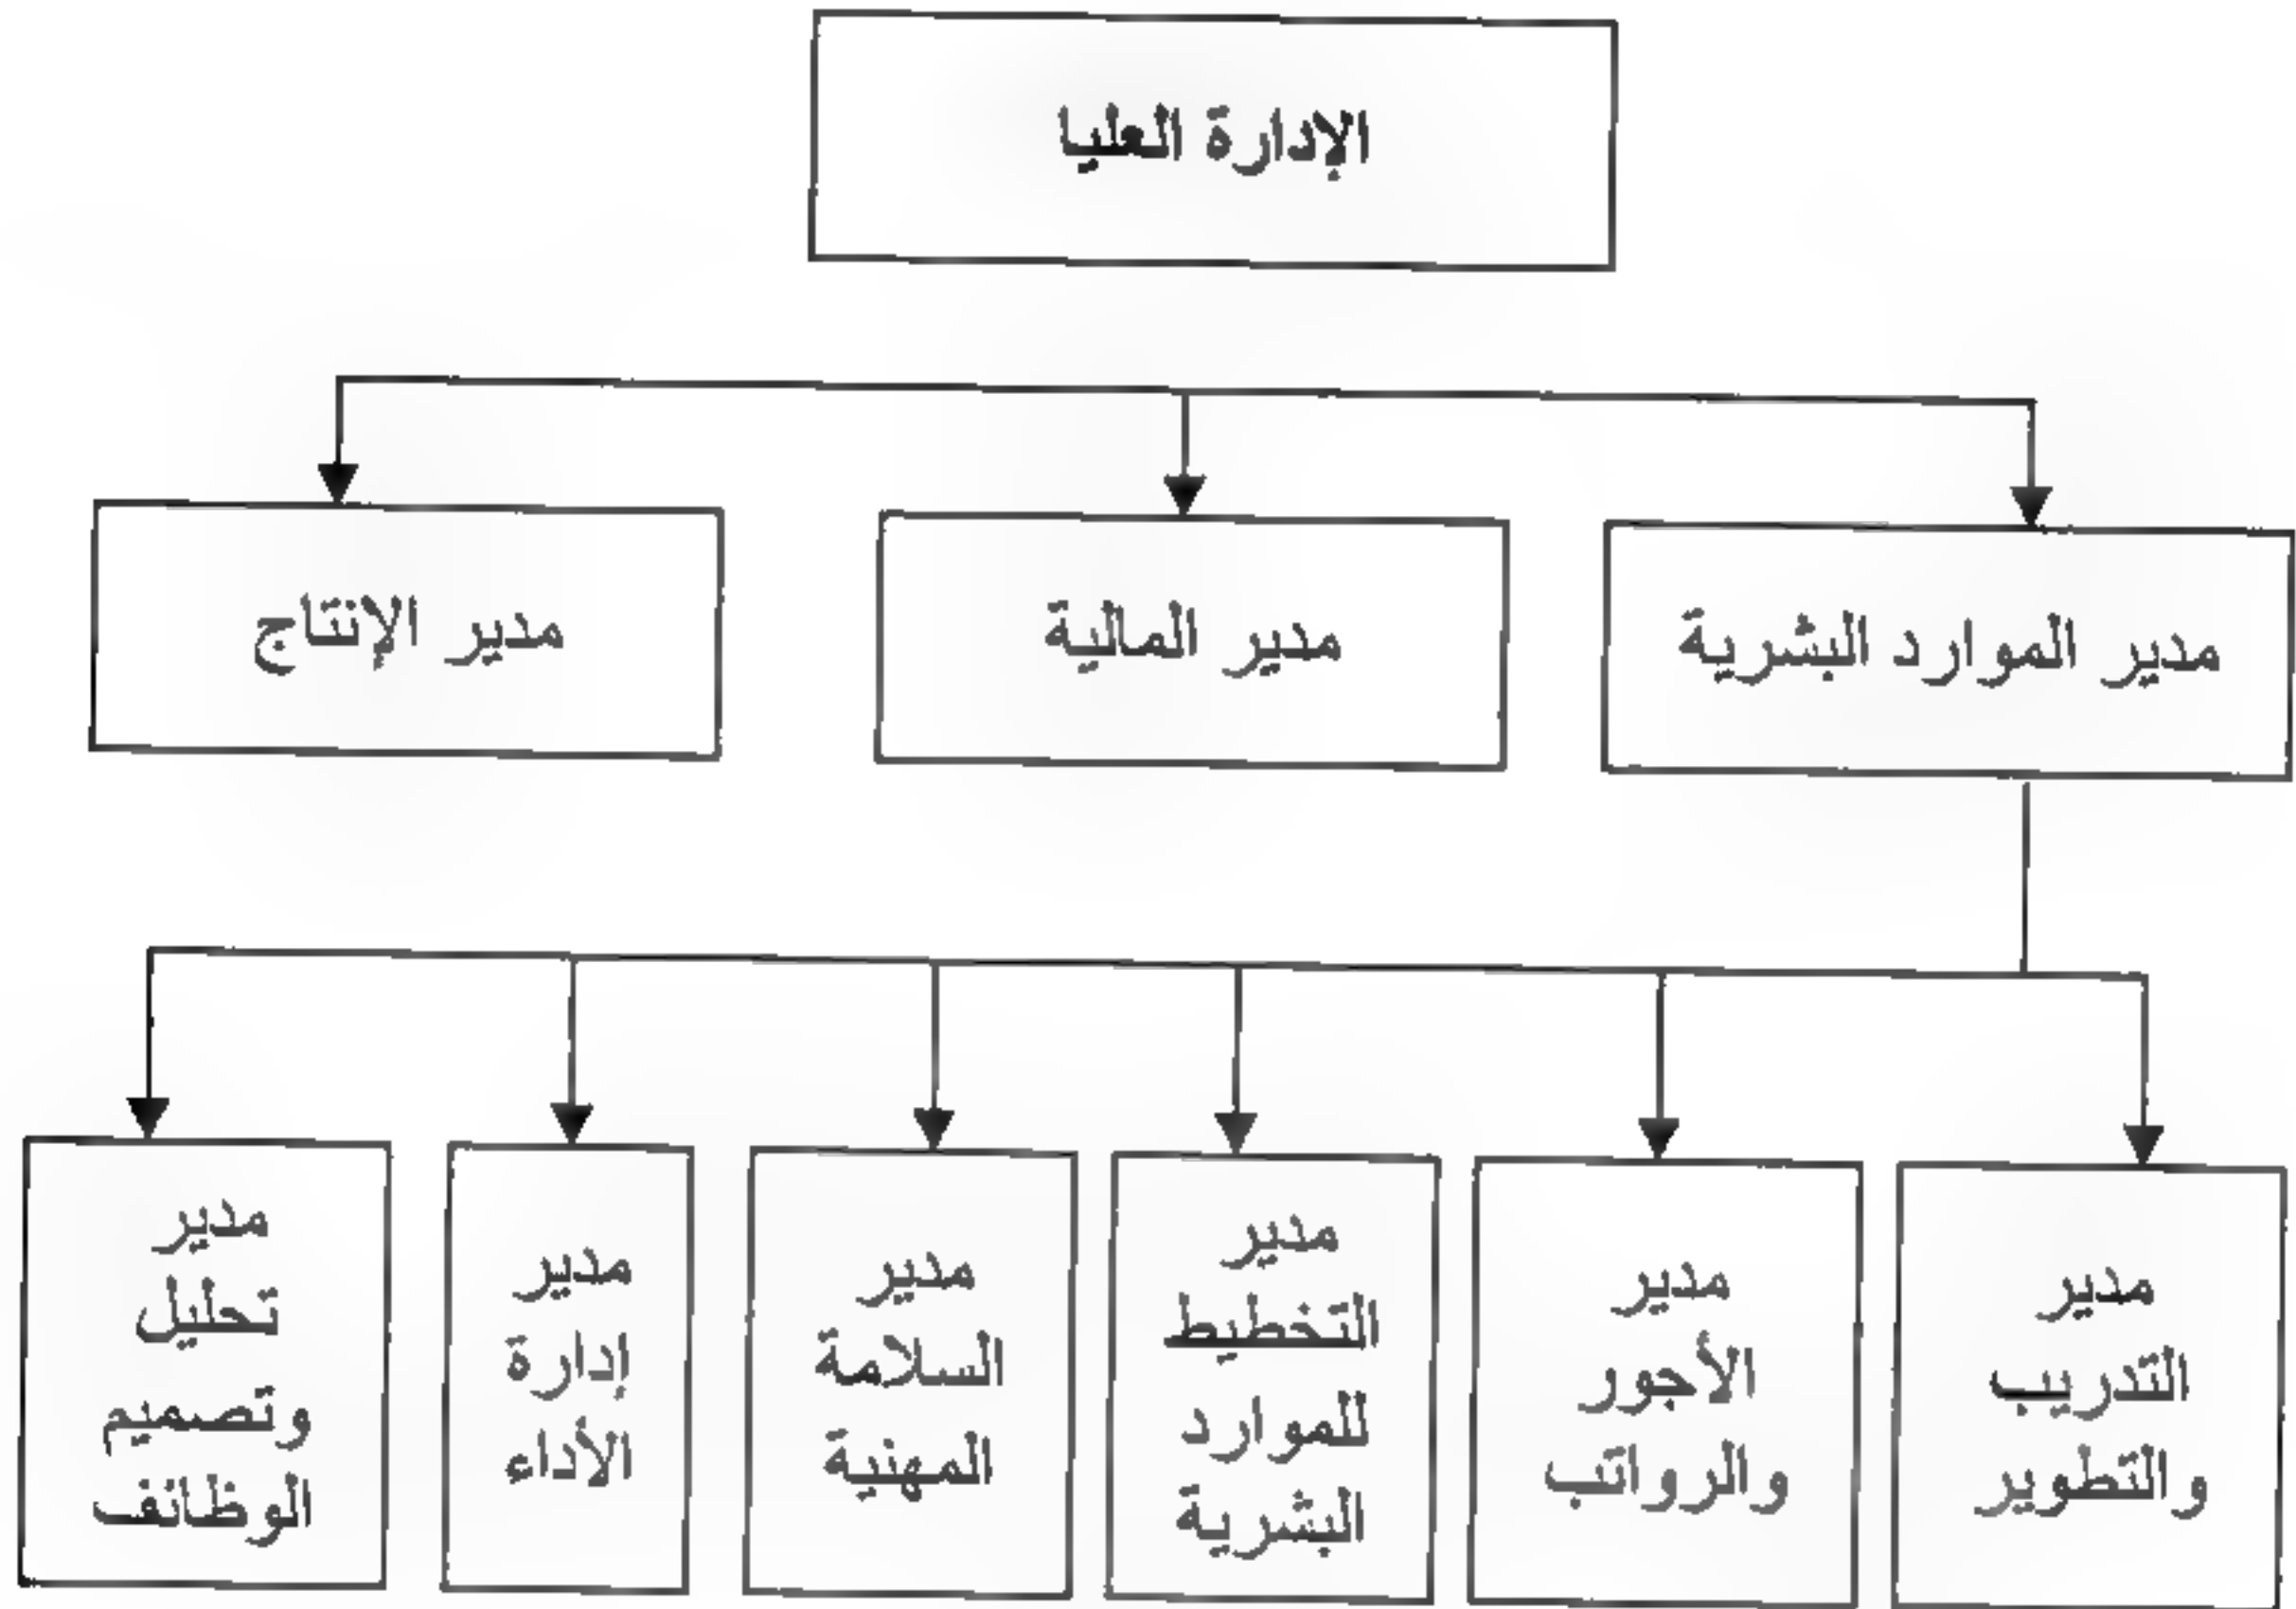 الإدارة العليا
مدير الموارد البشرية
مدير المالية
مدير الإنتاج
مدير
التدريب
والتطوير
مدير
الأجور
والرواتب
مدير
التخطيط
للموارد
البشرية
مدير
السلامة
المهنية
مدير
إدارة
الأداء
مدير
تحليل
وتصميم
الوظائف